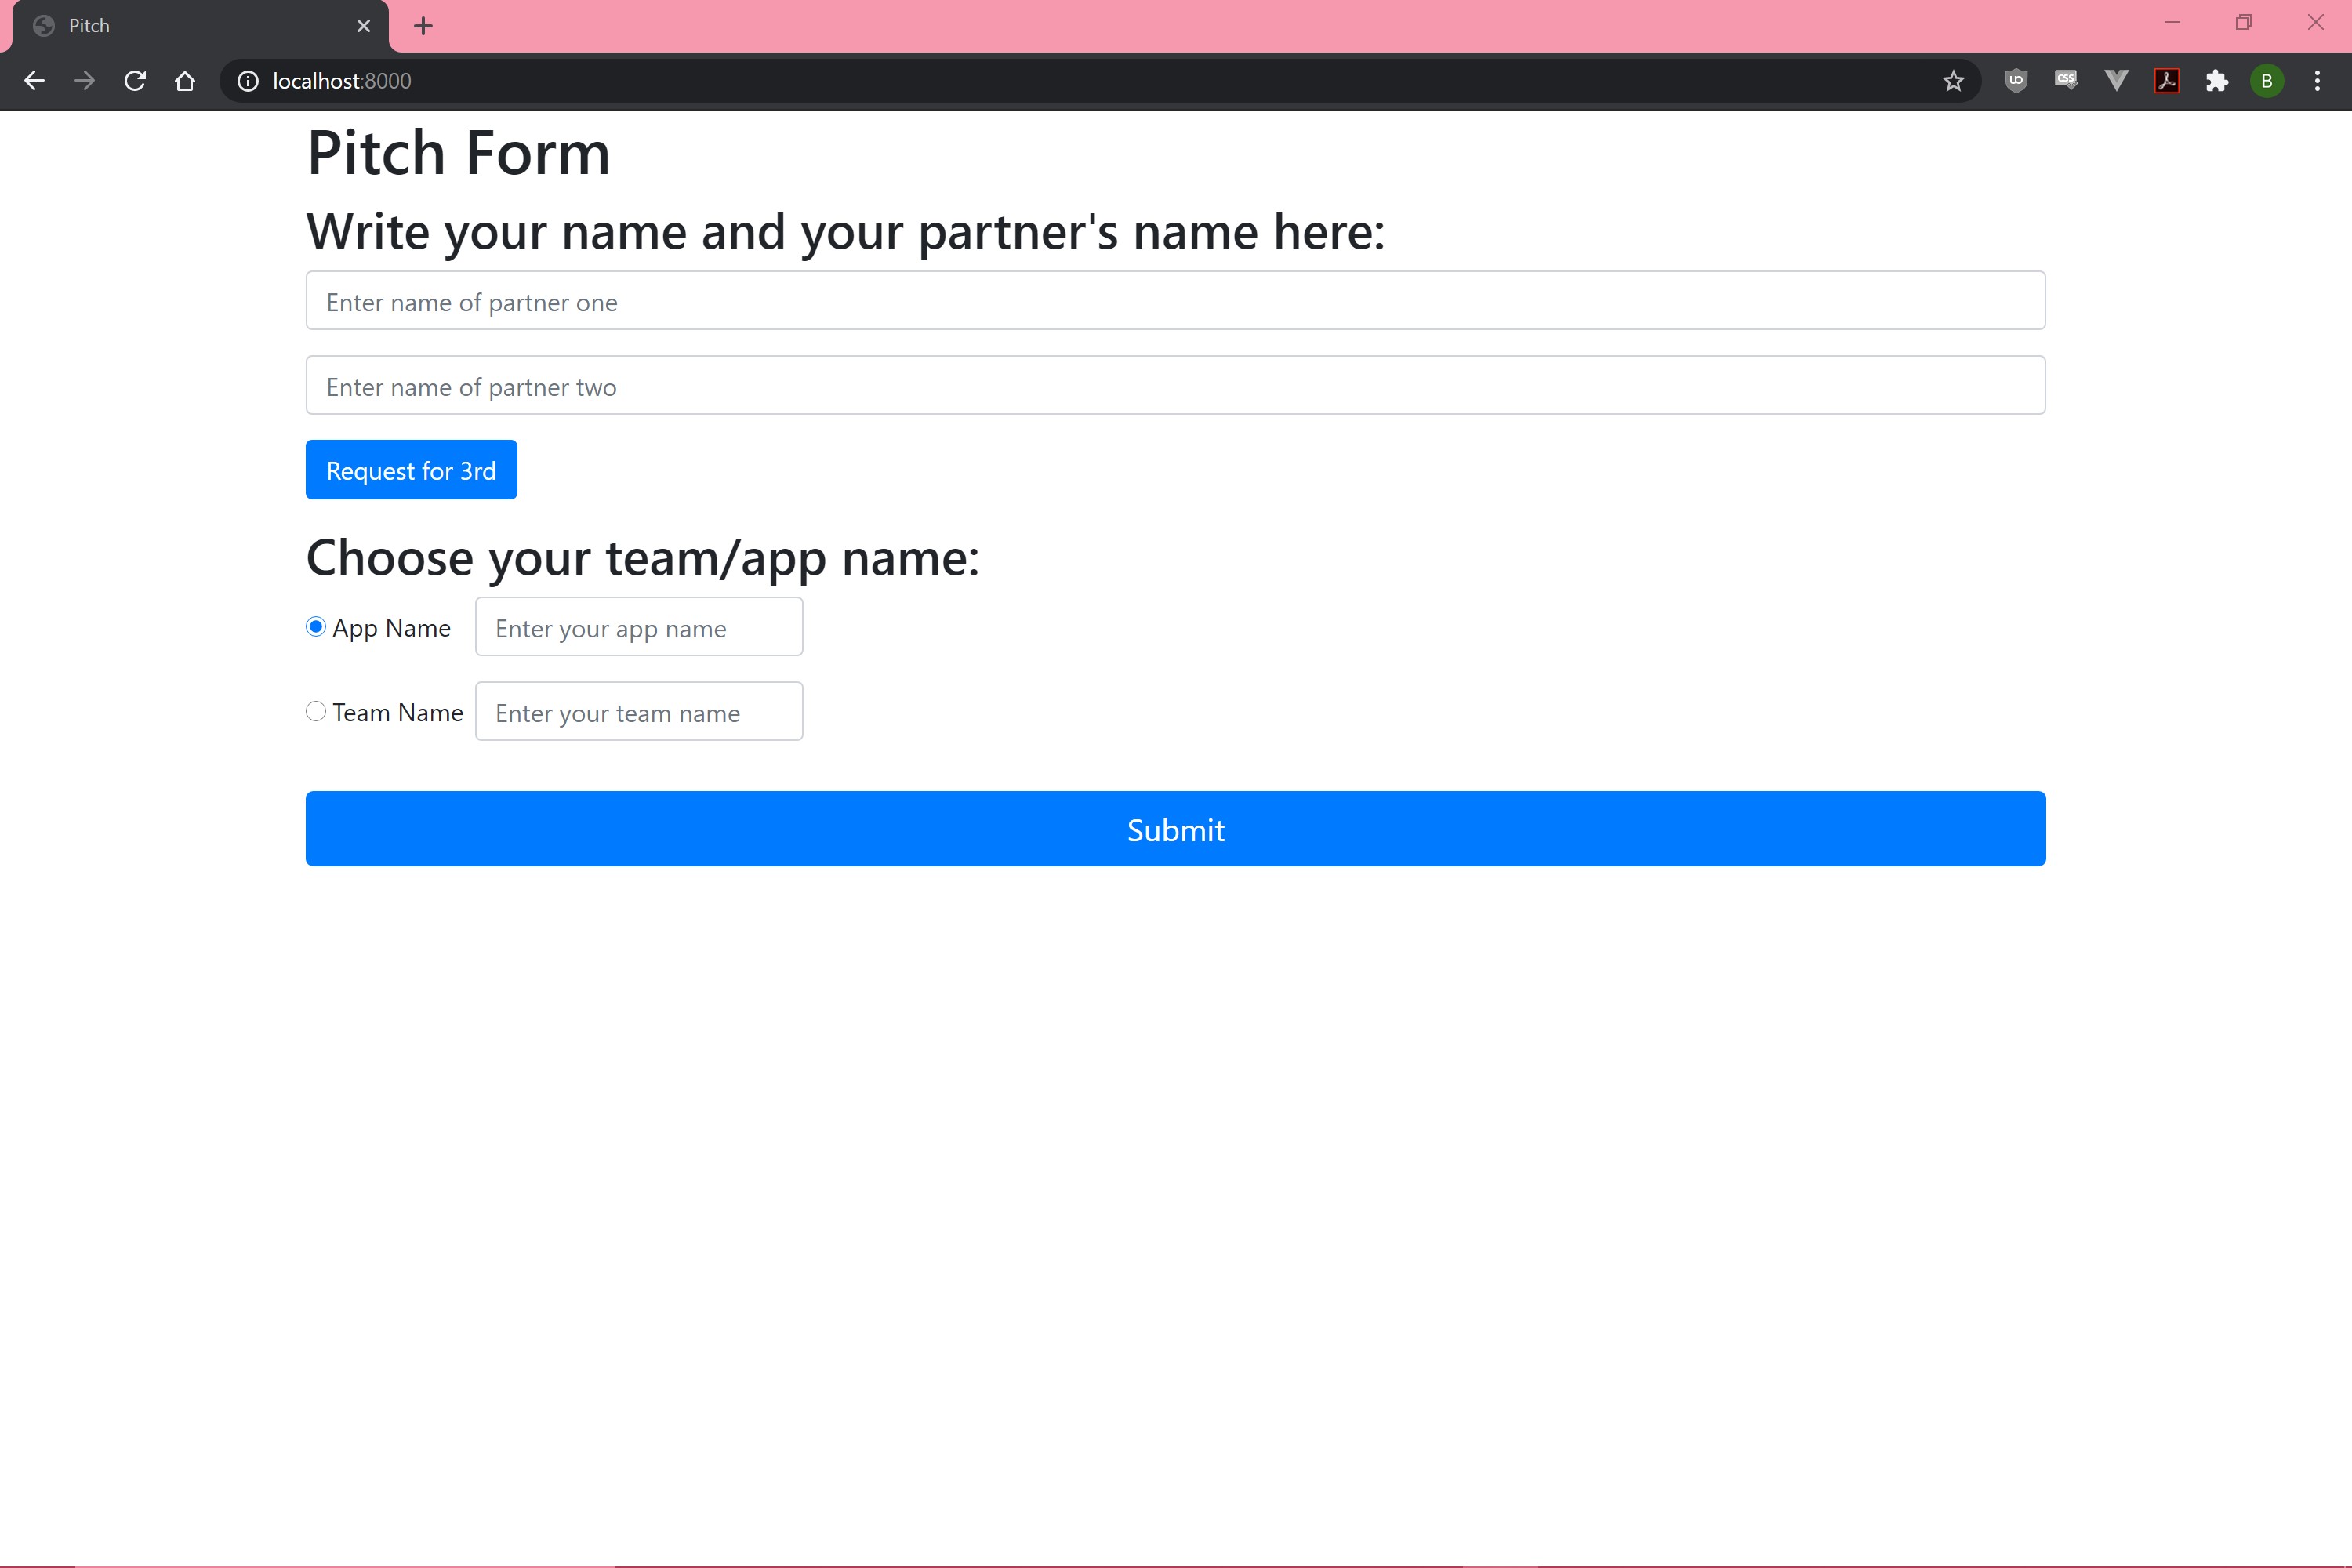 Pitch
localhost:8000
CSS
B
Pitch Form
Write your name and your partner's name here:
Enter name of partner one
Enter name of partner two
Request for 3rd
Choose your team/app name:
App Name Enter your app name
Team Name Enter your team name
Submit